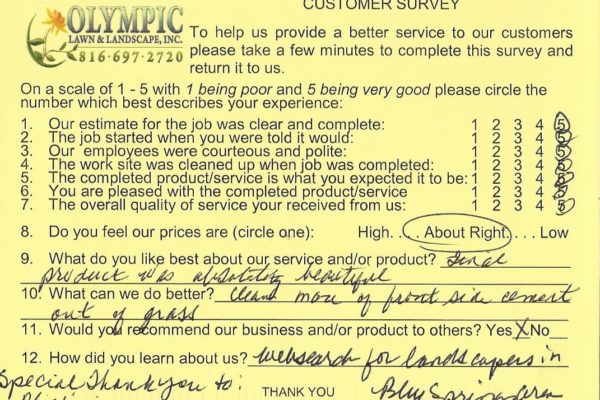 CUSTOMER SURVEY
OLYMPIC
LAWN & LANDSCAPE, INC.
816-697-2720
To help us provide a better service to our customers
please take a few minutes to complete this survey and
return it to us.
On a scale of 1 - 5 with 1 being poor and 5 being very good please circle the
number which best describes your experience:
1. Our estimate for the job was clear and complete: 1 2 3 4 5
2. The job started when you were told it would: 1 2 3 4 5
3. Our employees were courteous and polite: 1 2 3 4 5
4. The work site was cleaned up when job was completed: 1 2 3 4 5
5. The completed product/service is what you expected it to be: 1 2 3 4 5
6. You are pleased with the completed product/service 1 2 3 4 5
7. The overall quality of service your received from us: 1 2 3 4 5
8. Do you feel our prices are (circle one): High. . . About Right. . . . Low
9. What do you like best about our service and/or product? Final
product was absolutely beautiful
10. What can we do better? Clean more of front side cement
out of grass
11. Would you recommend our business and/or product to others? Yes X No
12. How did you learn about us? websearch for landscapers in
Special Thank you to: THANK YOU Blue Springs Area